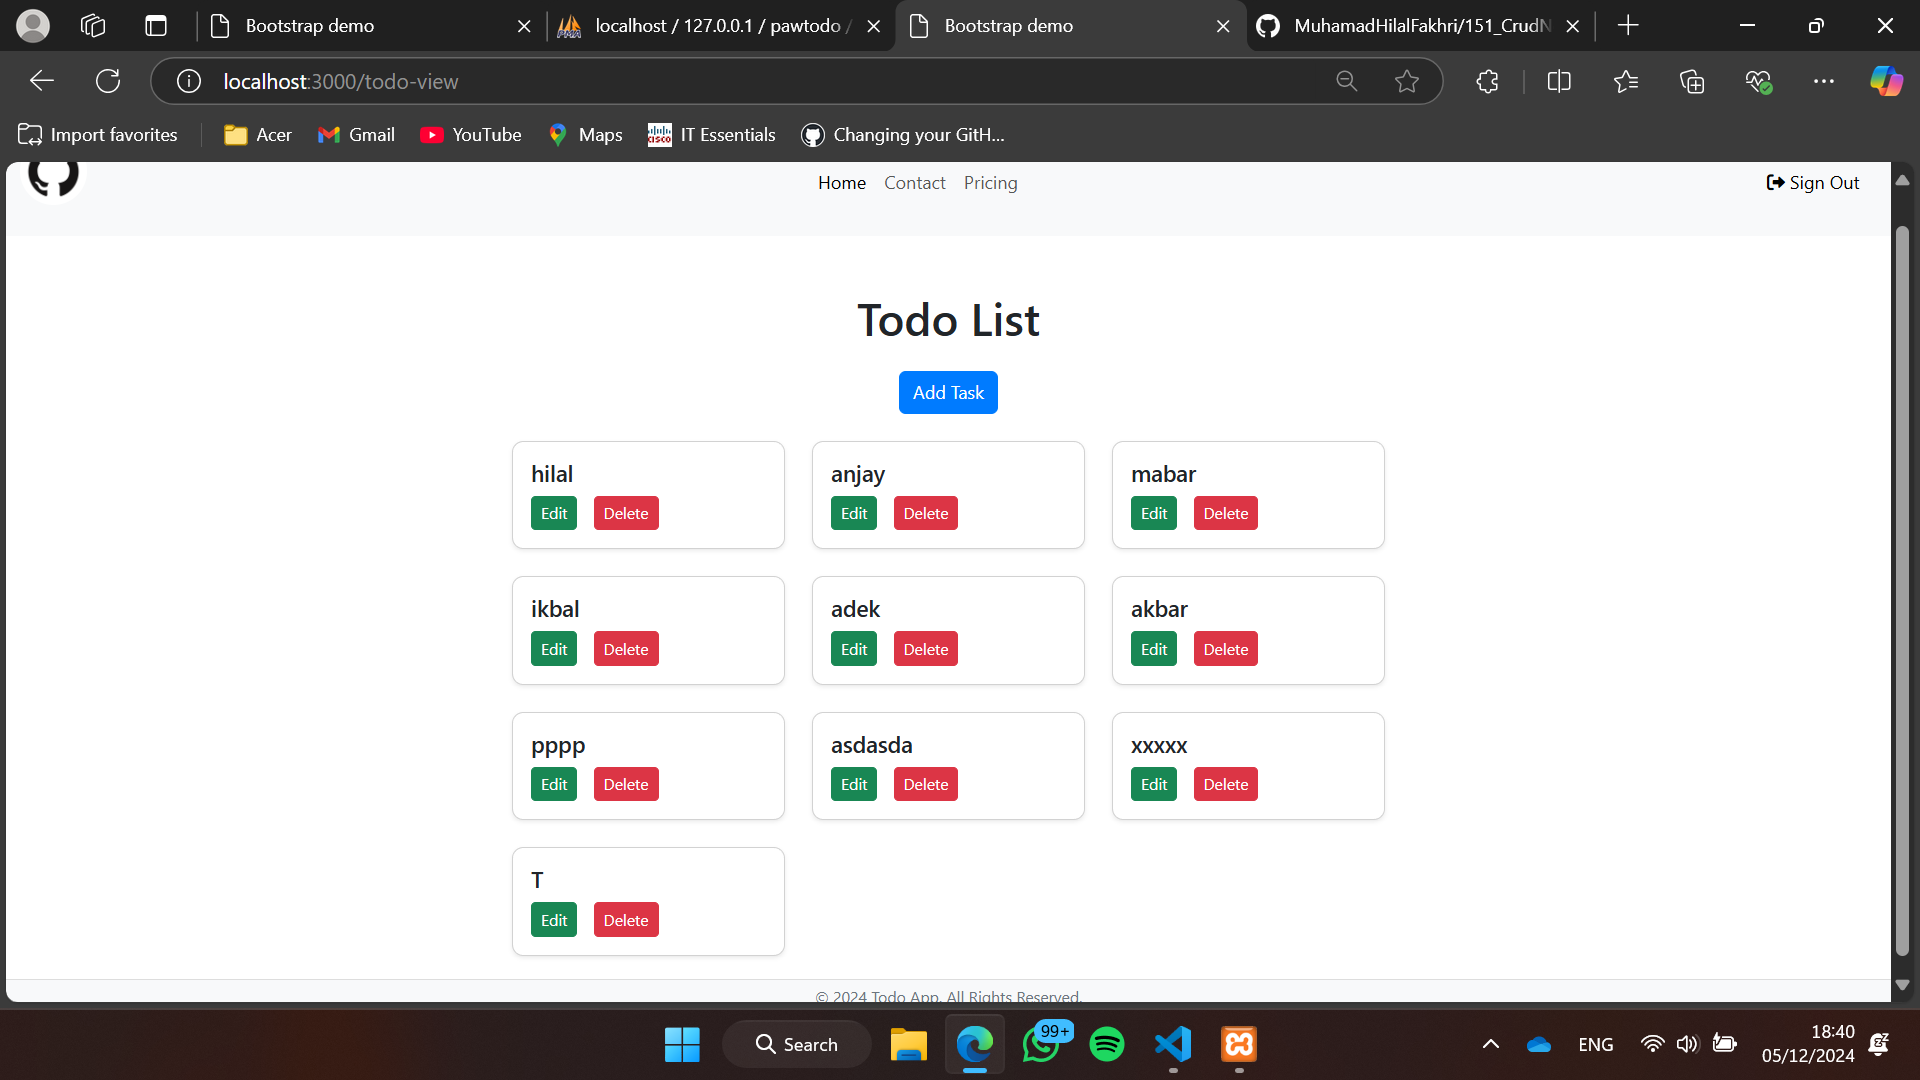 Bootstrap demo
localhost / 127.0.0.1 / pawtodo /
Bootstrap demo
MuhamadHilalFakhri/151_CrudN
localhost:3000/todo-view
Import favorites
Acer
Gmail
YouTube
Maps
IT Essentials
Changing your GitH...
Home
Contact
Pricing
Sign Out
Todo List
Add Task
hilal
Edit Delete
anjay
Edit Delete
mabar
Edit Delete
ikbal
Edit Delete
adek
Edit Delete
akbar
Edit Delete
pppp
Edit Delete
asdasda
Edit Delete
xxxxx
Edit Delete
T
Edit Delete
© 2024 Todo App. All Rights Reserved.
Search
99+
ENG
18:40
05/12/2024